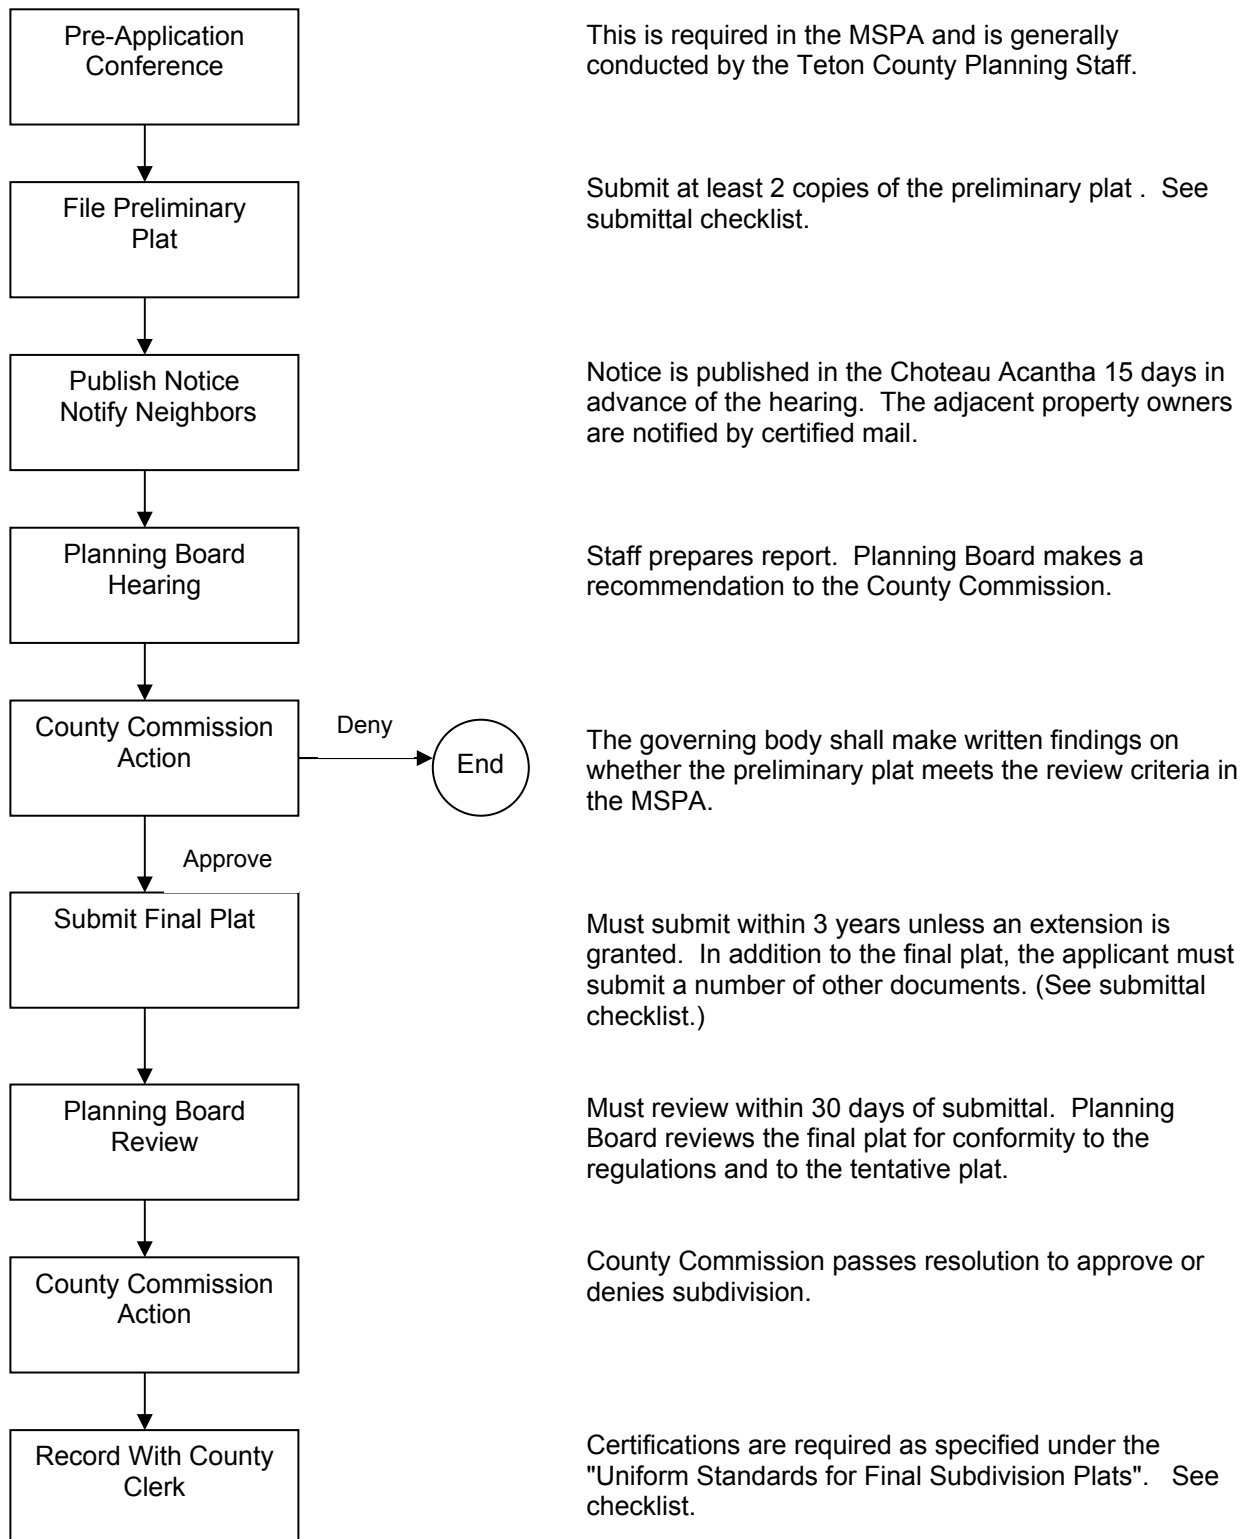 Pre-Application
Conference
This is required in the MSPA and is generally
conducted by the Teton County Planning Staff.
File Preliminary
Plat
Submit at least 2 copies of the preliminary plat .  See
submittal checklist.
Publish Notice
Notify Neighbors
Notice is published in the Choteau Acantha 15 days in
advance of the hearing.  The adjacent property owners
are notified by certified mail.
Planning Board
Hearing
Staff prepares report.  Planning Board makes a
recommendation to the County Commission.
County Commission
Action
Deny
End
The governing body shall make written findings on
whether the preliminary plat meets the review criteria in
the MSPA.
Approve
Submit Final Plat
Must submit within 3 years unless an extension is
granted.  In addition to the final plat, the applicant must
submit a number of other documents. (See submittal
checklist.)
Planning Board
Review
Must review within 30 days of submittal.  Planning
Board reviews the final plat for conformity to the
regulations and to the tentative plat.
County Commission
Action
County Commission passes resolution to approve or
denies subdivision.
Record With County
Clerk
Certifications are required as specified under the
"Uniform Standards for Final Subdivision Plats".   See
checklist.